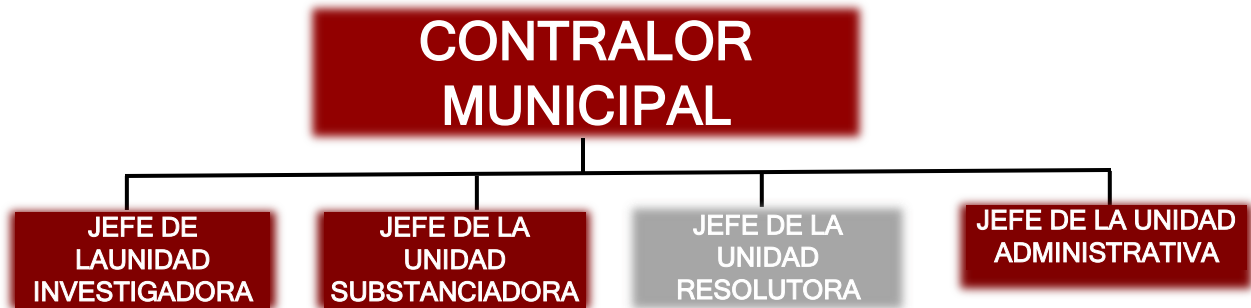 CONTRALOR
MUNICIPAL
JEFE DE
LAUNIDAD
INVESTIGADORA
JEFE DE LA
UNIDAD
SUBSTANCIADORA
JEFE DE LA
UNIDAD
RESOLUTORA
JEFE DE LA UNIDAD
ADMINISTRATIVA